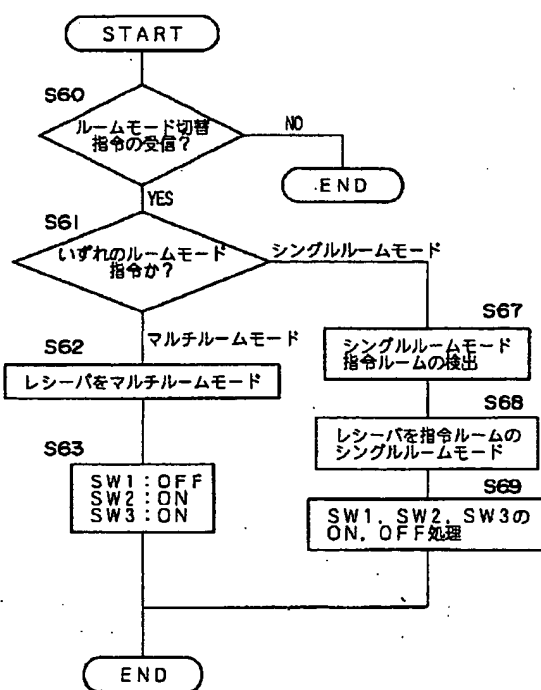 START
S60
ルームモード切替
指令の受信?
NO
END
YES
S61
いずれのルームモード
指令か?
シングルルームモード
マルチルームモード
S62
レシーバをマルチルームモード
S63
SW1:OFF
SW2:ON
SW3:ON
S67
シングルルームモード
指令ルームの検出
S68
レシーバを指令ルームの
シングルルームモード
S69
SW1, SW2, SW3の
ON, OFF処理
END